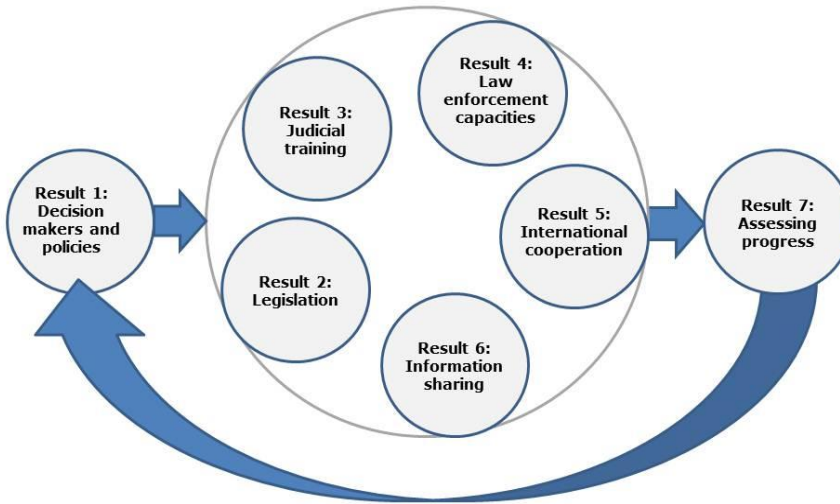 Result 1:
Decision
makers and
policies
Result 2:
Legislation
Result 3:
Judicial
training
Result 4:
Law
enforcement
capacities
Result 5:
International
cooperation
Result 6:
Information
sharing
Result 7:
Assessing
progress